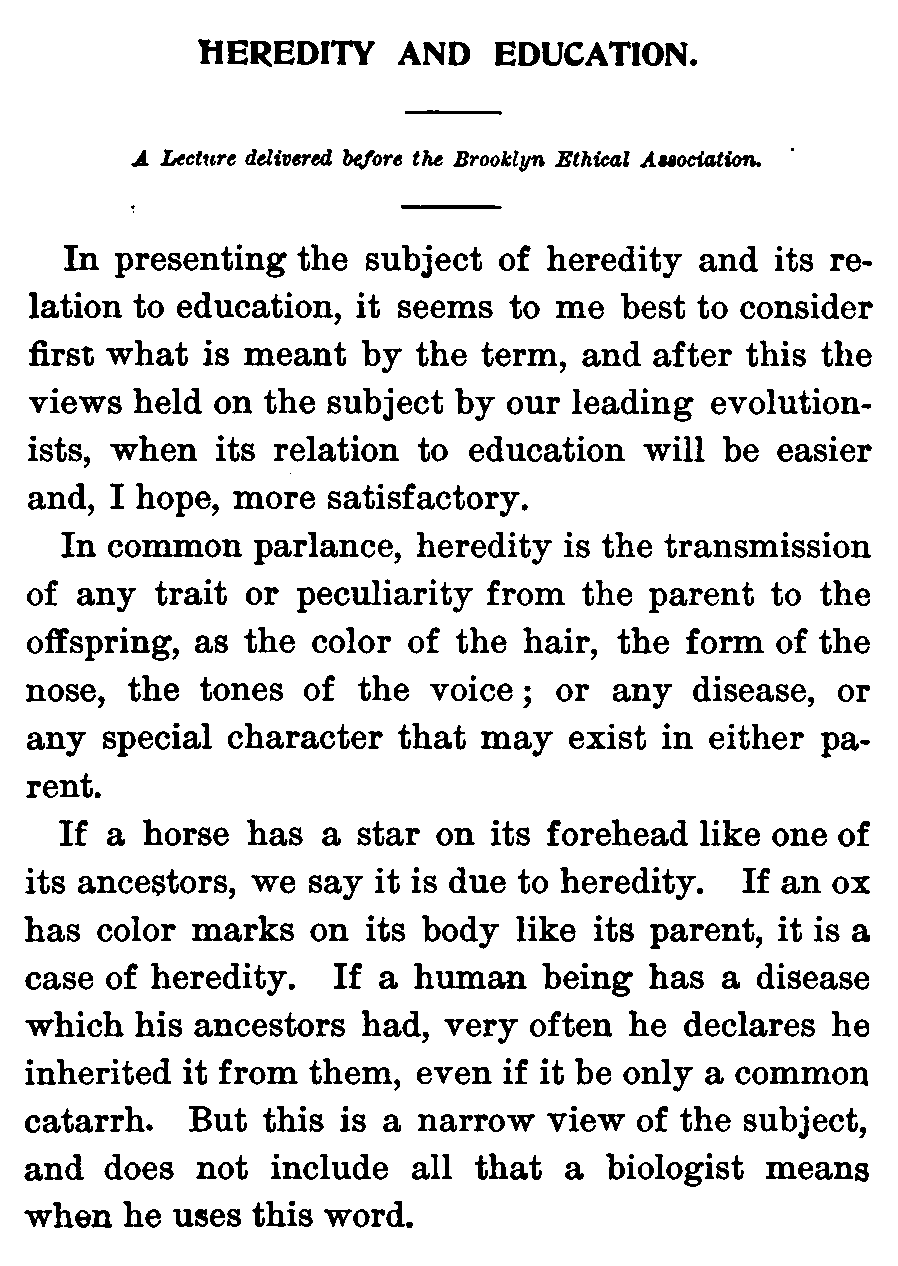 HEREDITY AND EDUCATION.
A Lecture delivered before the Brooklyn Ethical Association.
In presenting the subject of heredity and its re-
lation to education, it seems to me best to consider
first what is meant by the term, and after this the
views held on the subject by our leading evolution-
ists, when its relation to education will be easier
and, I hope, more satisfactory.
In common parlance, heredity is the transmission
of any trait or peculiarity from the parent to the
offspring, as the color of the hair, the form of the
nose, the tones of the voice; or any disease, or
any special character that may exist in either pa-
rent.
If a horse has a star on its forehead like one of
its ancestors, we say it is due to heredity. If an ox
has color marks on its body like its parent, it is a
case of heredity. If a human being has a disease
which his ancestors had, very often he declares he
inherited it from them, even if it be only a common
catarrh. But this is a narrow view of the subject,
and does not include all that a biologist means
when he uses this word.